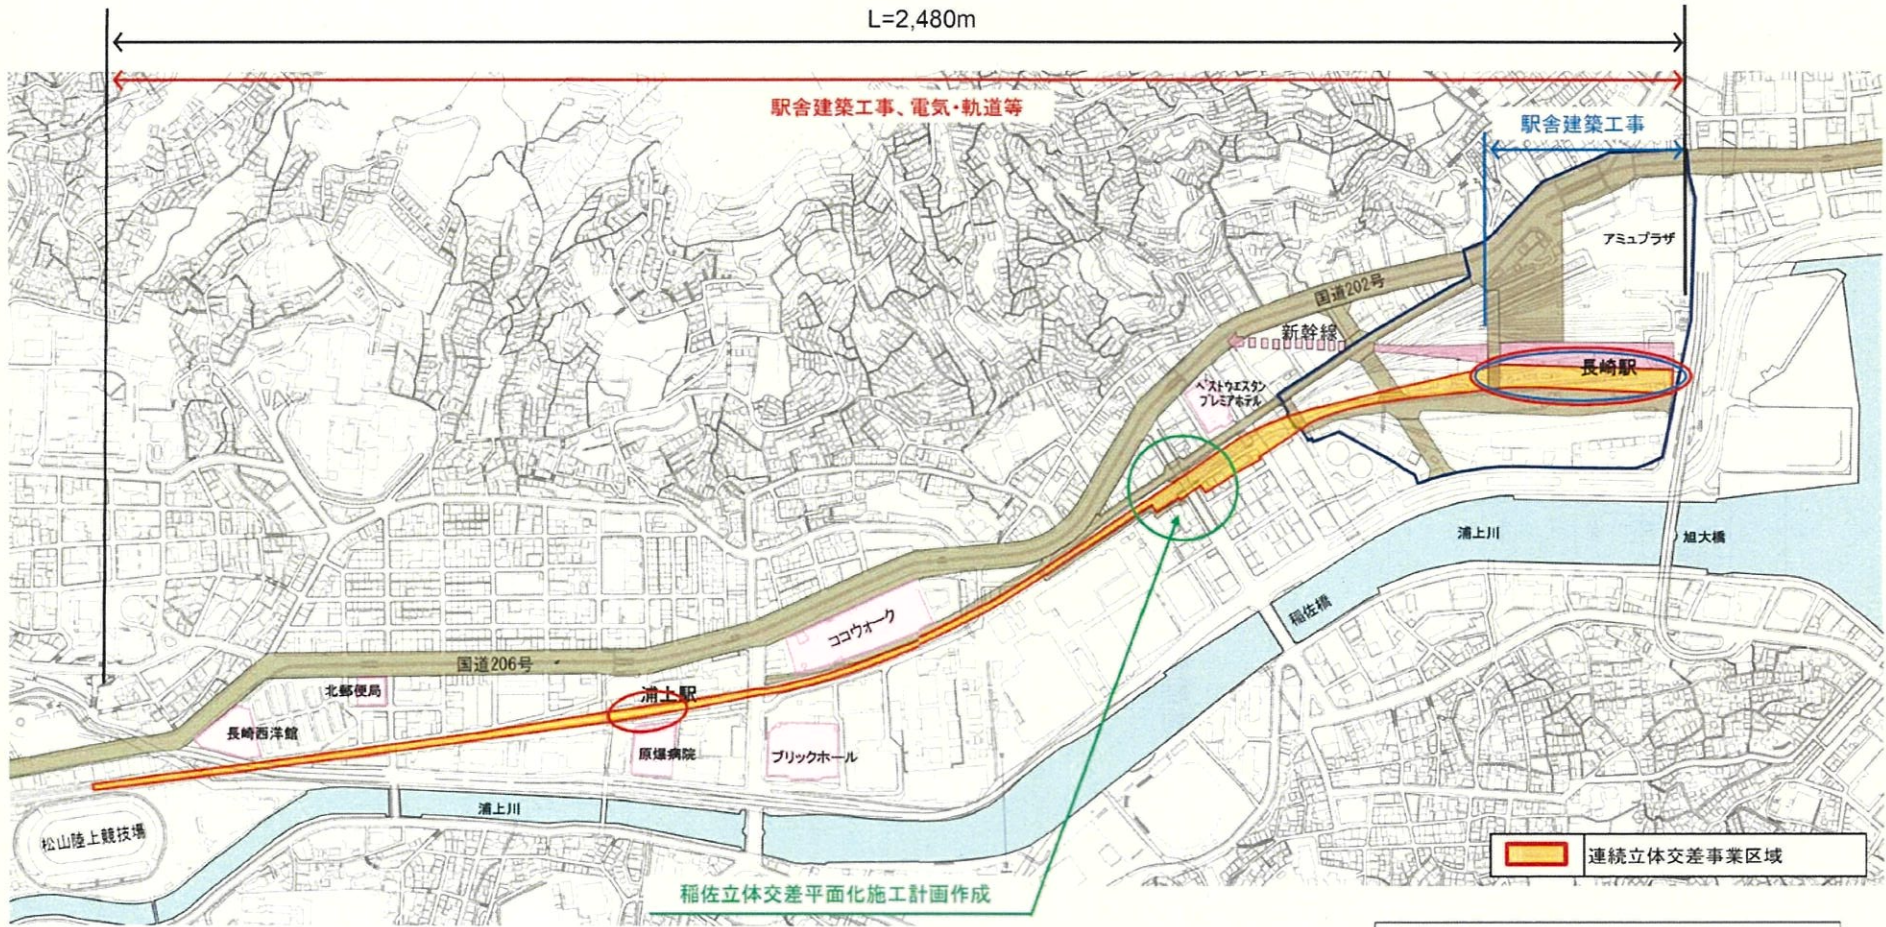 L=2,480m
駅舎建築工事、電気・軌道等
駅舎建築工事
アミュプラザ
国道202号
新幹線
長崎駅
ベストウエスタン
プレミアホテル
浦上川
旭大橋
稲佐橋
ココウォーク
国道206号
浦上駅
北郵便局
長崎西洋館
原爆病院
ブリックホール
浦上川
松山陸上競技場
連続立体交差事業区域
稲佐立体交差平面化施工計画作成